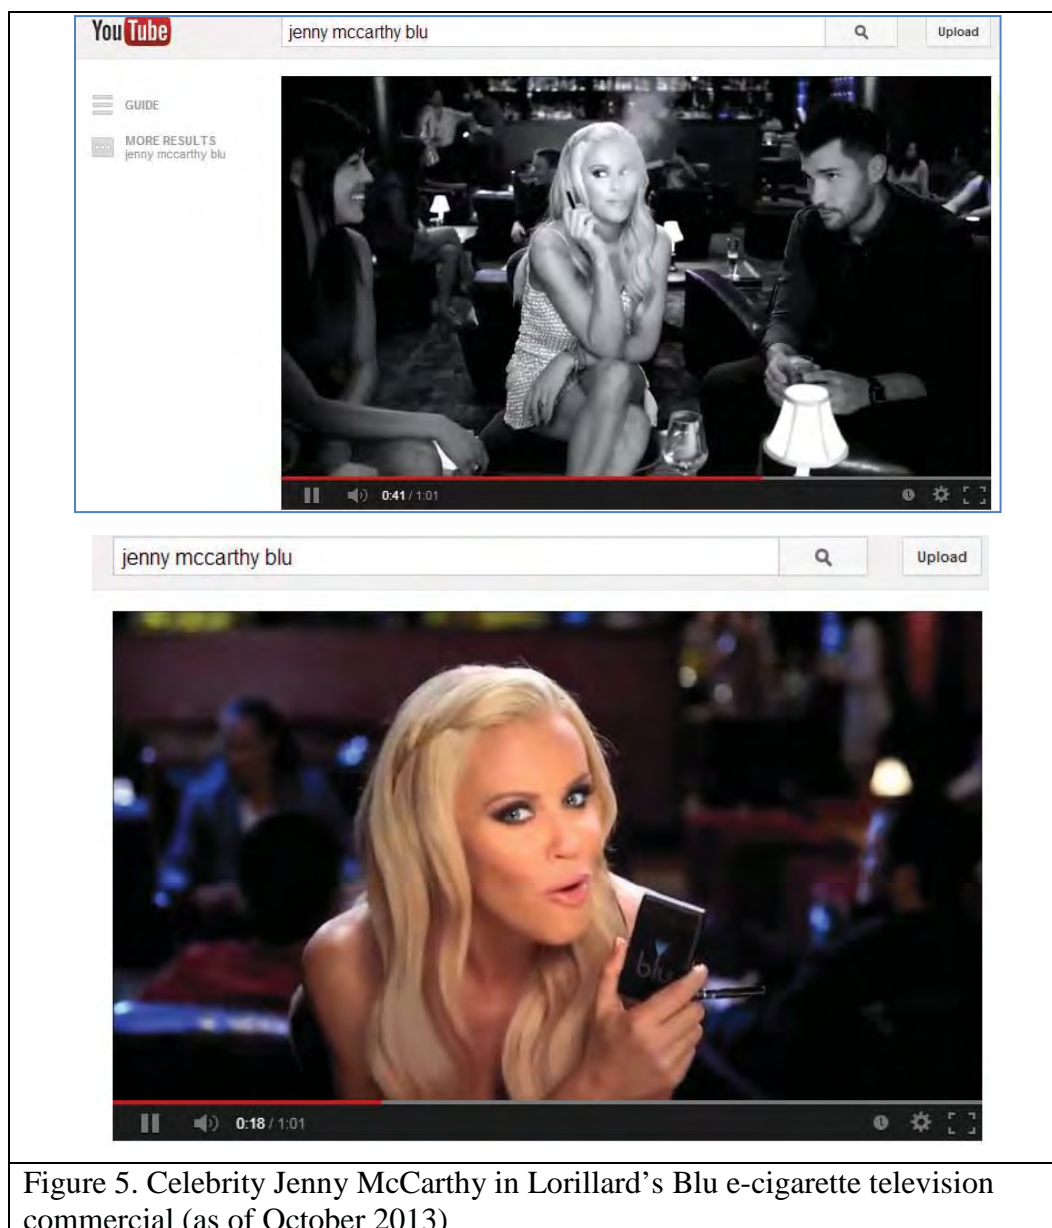 YouTube jenny mccarthy blu Upload
GUIDE
MORE RESULTS
jenny mccarthy blu
0:41 / 1:01
jenny mccarthy blu Upload
blu
0:18 / 1:01
Figure 5. Celebrity Jenny McCarthy in Lorillard’s Blu e-cigarette television
commercial (as of October 2013)